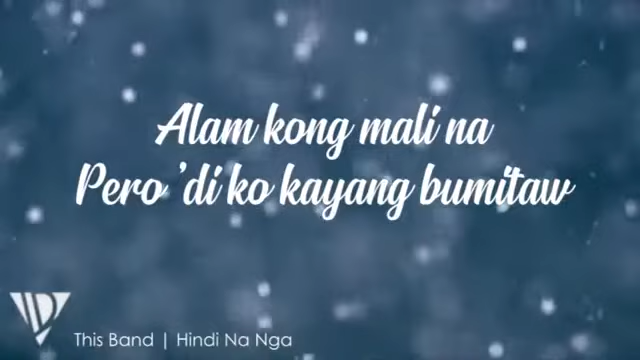 Alam kong mali na
Pero 'di ko kayang bumitaw
This Band | Hindi Na Nga